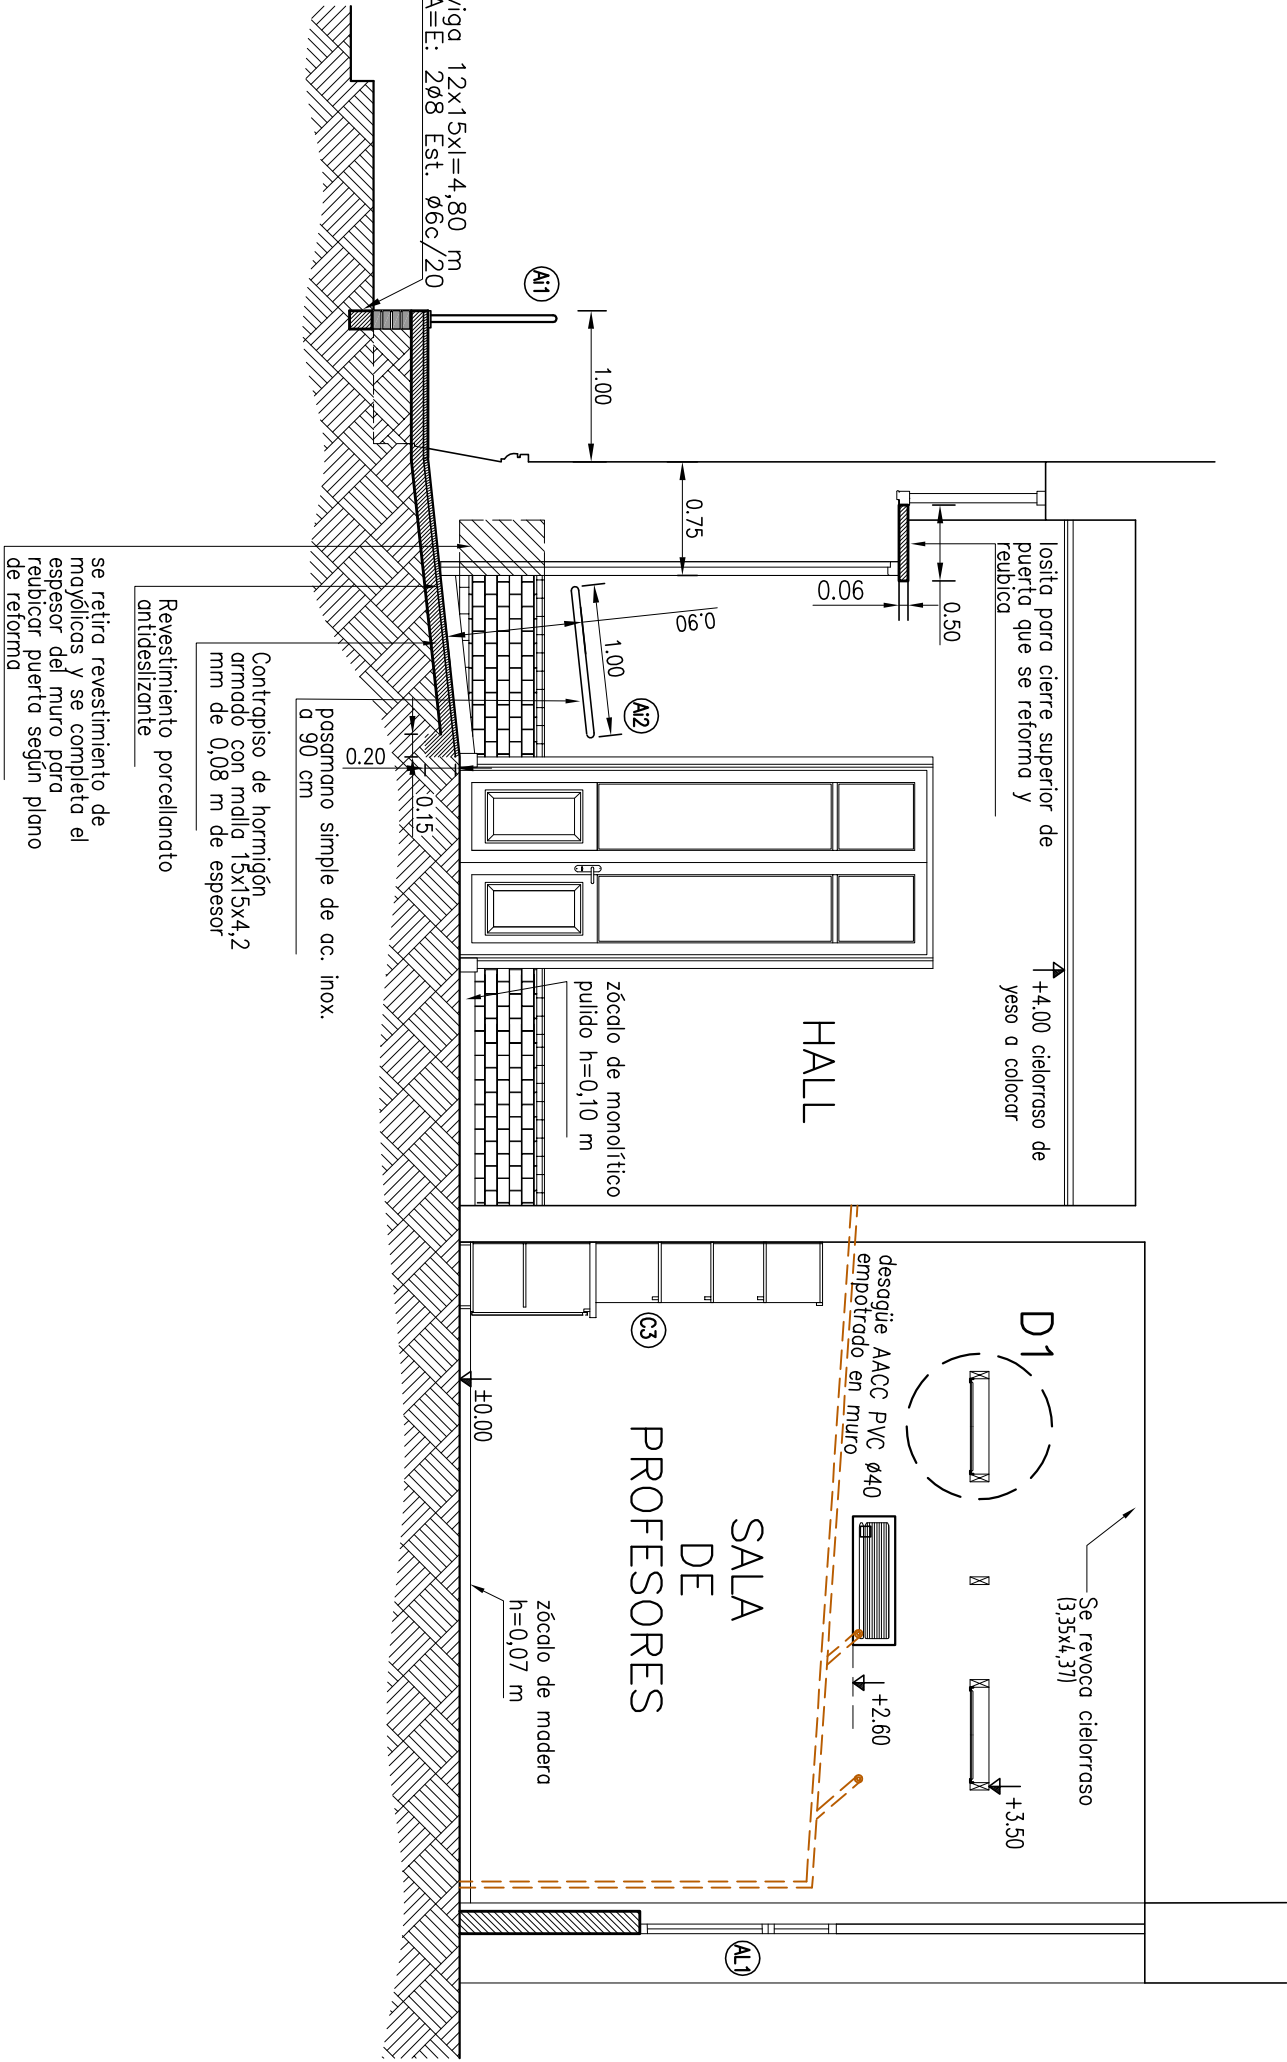 viga 12x15xl=4,80 m
A=E: 2ø8 Est. ø6c/20
Ai1
1.00
0.75
losita para cierre superior de
puerta que se reforma y
reubica
0.50
0.06
0.90
1.00
Ai2
0.20
0.15
pasamano simple de ac. inox.
a 90 cm
Contrapiso de hormigón
armado con malla 15x15x4,2
mm de 0,08 m de espesor
Revestimiento porcellanato
antideslizante
se retira revestimiento de
mayólicas y se completa el
espesor del muro para
reubicar puerta según plano
de reforma
+4.00 cielorraso de
yeso a colocar
HALL
zócalo de monolítico
pulido h=0,10 m
D1
desagüe AACC PVC ø40
empotrado en muro
C3
±0.00
Se revoca cielorraso
(3,35x4,37)
SALA
DE
PROFESORES
+2.60
+3.50
zócalo de madera
h=0,07 m
AL1